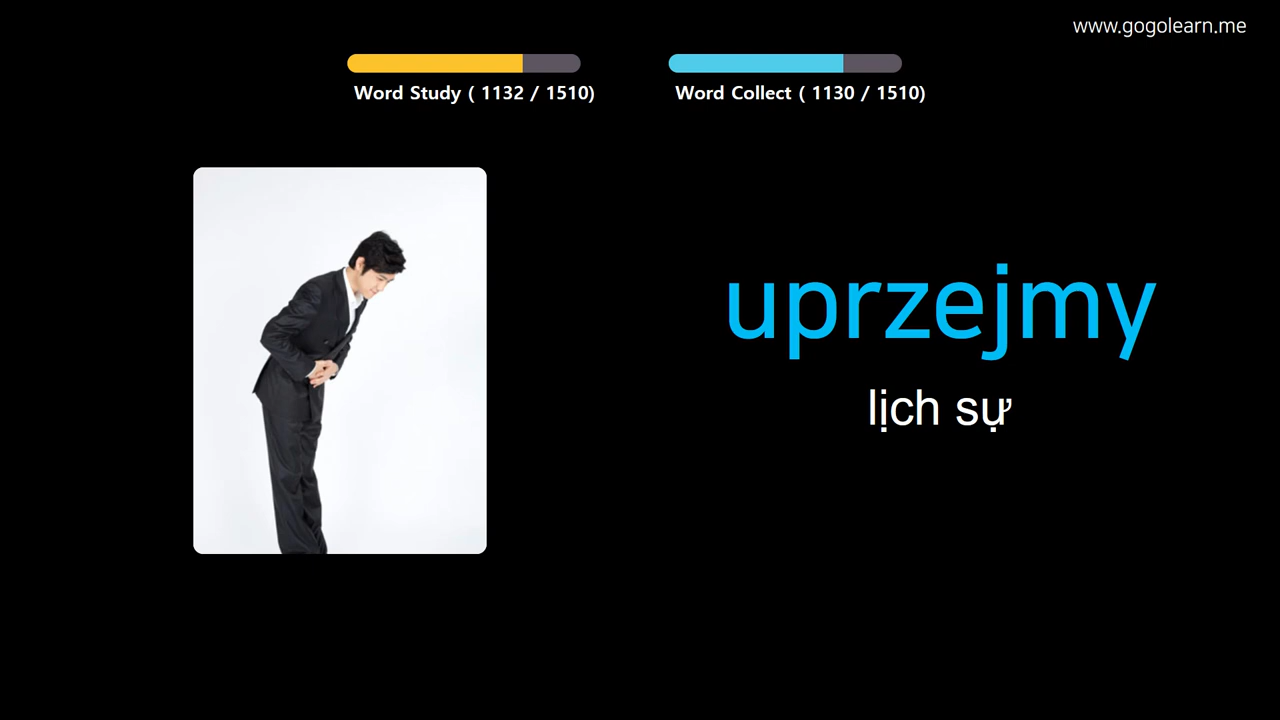 www.gogolearn.me
Word Study ( 1132 / 1510)
Word Collect ( 1130 / 1510)
uprzejmy
lịch sự